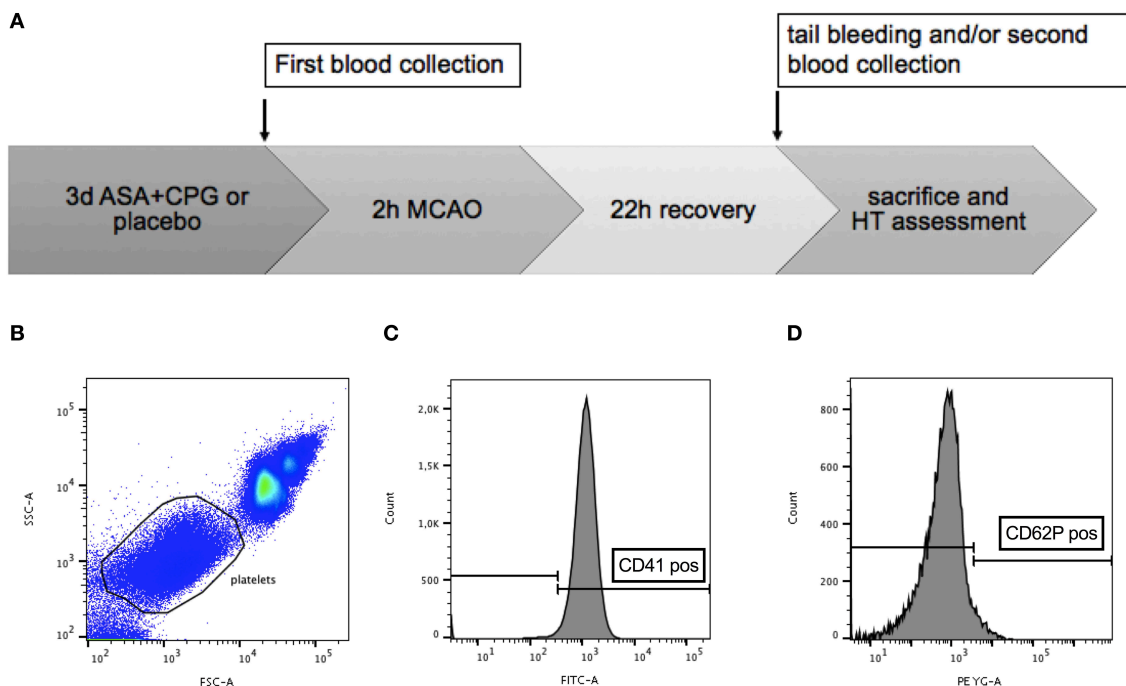 A
First blood collection
tail bleeding and/or second
blood collection
3d ASA+CPG or
placebo
2h MCAO
22h recovery
sacrifice and
HT assessment
B
SSC-A
10^5
10^4
10^3
10^2
platelets
10^2
10^3
10^4
10^5
FSC-A
C
Count
2,0K
1,5K
1,0K
500
0
CD41 pos
10^1
10^2
10^3
10^4
10^5
FITC-A
D
Count
800
600
400
200
0
CD62P pos
10^1
10^3
10^5
PEYG-A